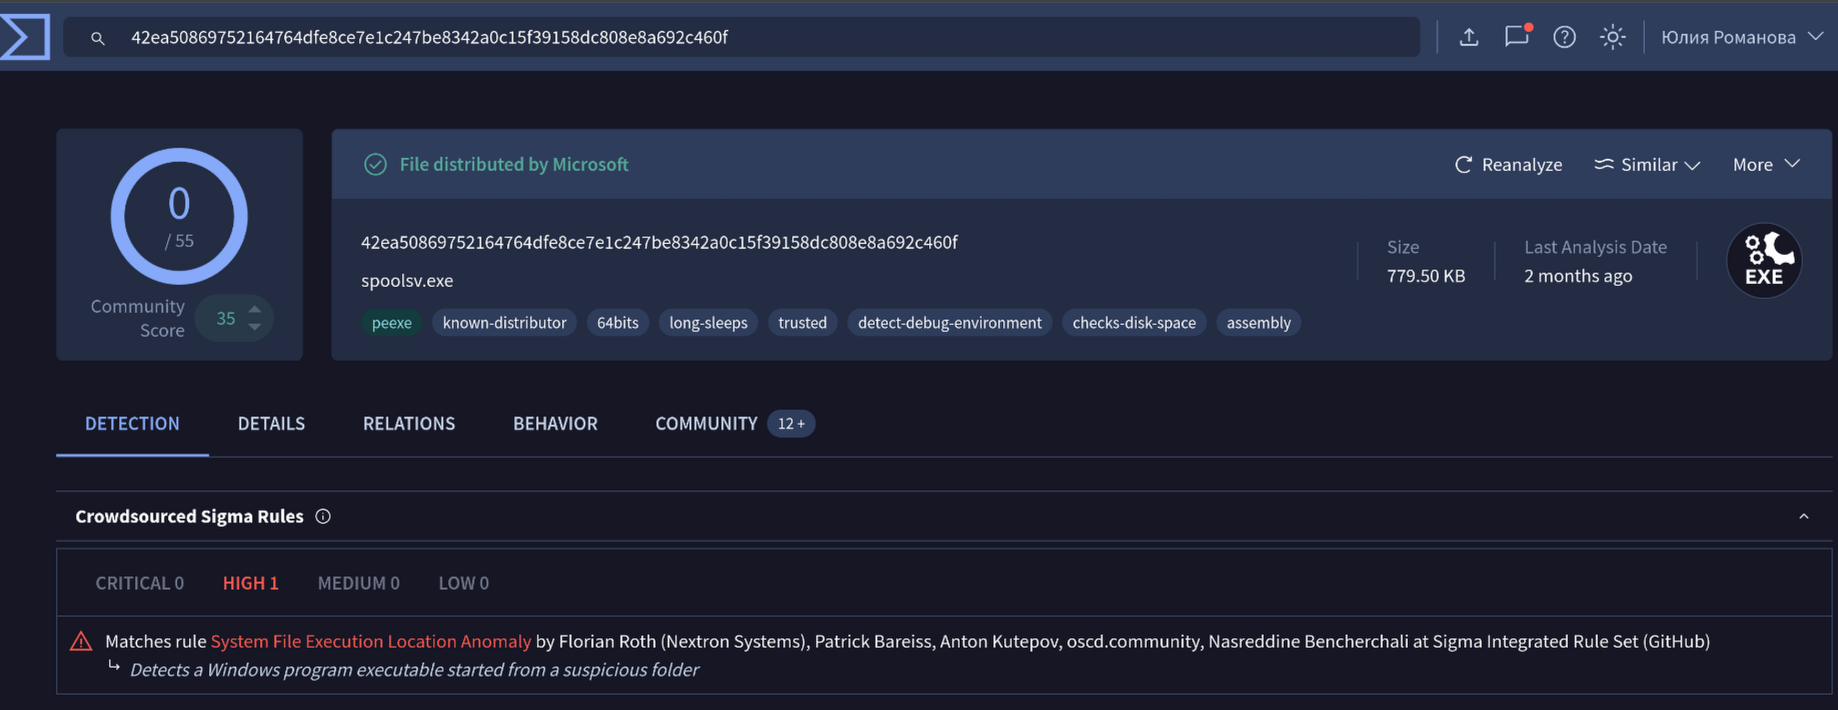 42ea50869752164764dfe8ce7e1c247be8342a0c15f39158dc808e8a692c460f
Юлия Романова
0
/ 55
Community
Score
35
File distributed by Microsoft
Reanalyze
Similar
More
42ea50869752164764dfe8ce7e1c247be8342a0c15f39158dc808e8a692c460f
spoolsv.exe
peexe known-distributor 64bits long-sleeps trusted detect-debug-environment checks-disk-space assembly
Size
779.50 KB
Last Analysis Date
2 months ago
EXE
DETECTION DETAILS RELATIONS BEHAVIOR COMMUNITY 12 +
Crowdsourced Sigma Rules
CRITICAL 0 HIGH 1 MEDIUM 0 LOW 0
Matches rule System File Execution Location Anomaly by Florian Roth (Nextron Systems), Patrick Bareiss, Anton Kutepov, oscd.community, Nasreddine Bencherchali at Sigma Integrated Rule Set (GitHub)
Detects a Windows program executable started from a suspicious folder